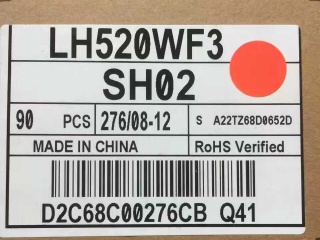 LH520WF3
SH02
90 PCS 276/08-12 S A22TZ68D0652D
MADE IN CHINA RoHS Verified
D2C68C00276CB Q41